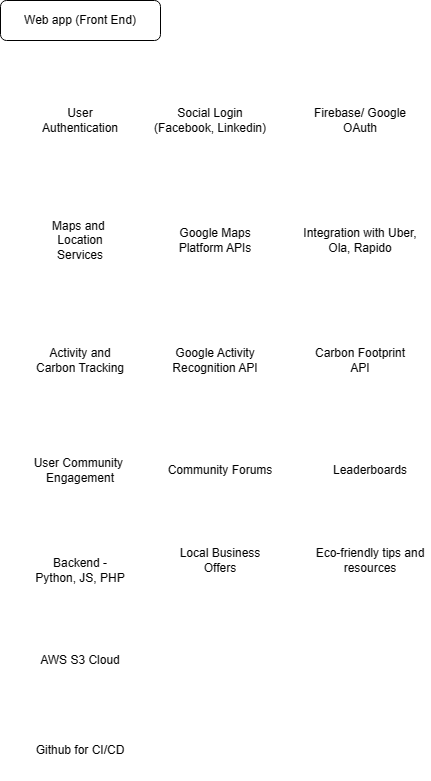 Web app (Front End)
User
Authentication
Social Login
(Facebook, Linkedin)
Firebase/ Google
OAuth
Maps and
Location
Services
Google Maps
Platform APIs
Integration with Uber,
Ola, Rapido
Activity and
Carbon Tracking
Google Activity
Recognition API
Carbon Footprint
API
User Community
Engagement
Community Forums
Leaderboards
Backend -
Python, JS, PHP
Local Business
Offers
Eco-friendly tips and
resources
AWS S3 Cloud
Github for CI/CD